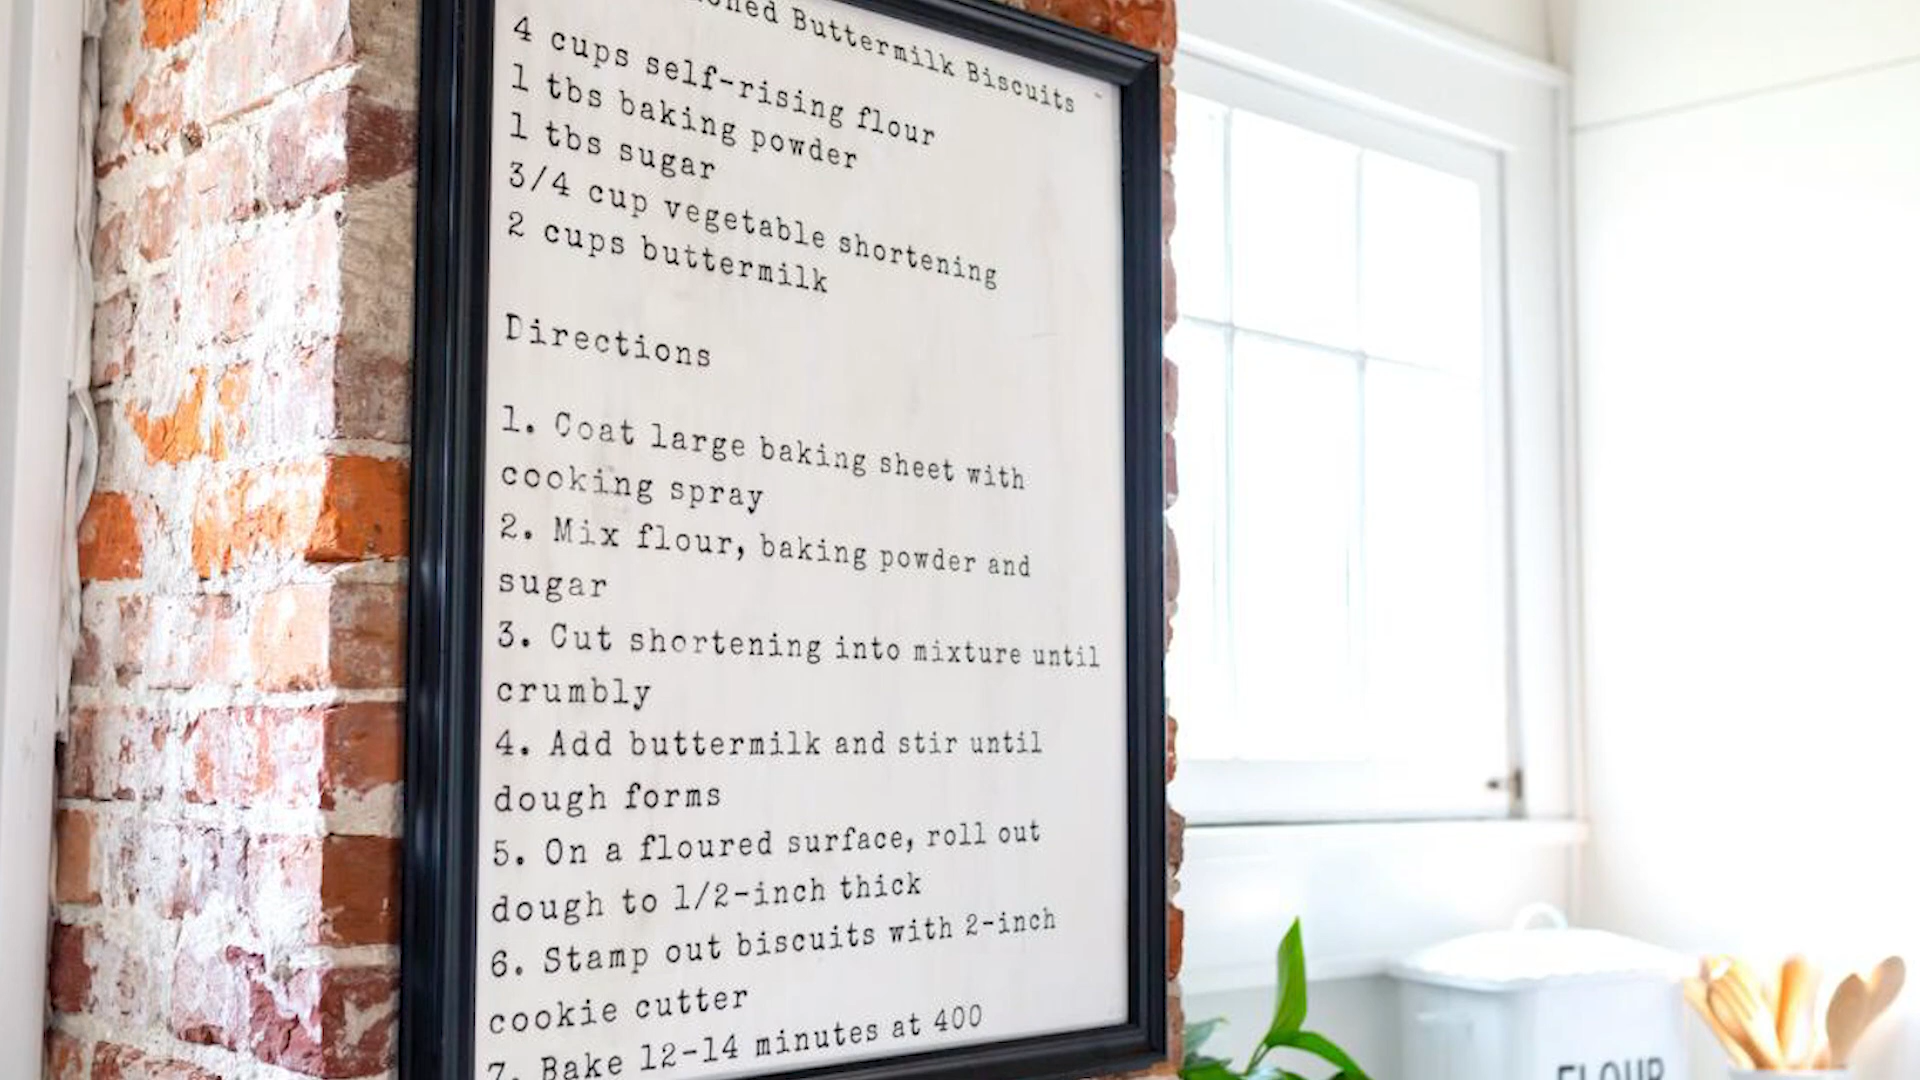 Buttermilk Biscuits
4 cups self-rising flour
1 tbs baking powder
1 tbs sugar
3/4 cup vegetable shortening
2 cups buttermilk
Directions
1. Coat large baking sheet with
cooking spray
2. Mix flour, baking powder and
sugar
3. Cut shortening into mixture until
crumbly
4. Add buttermilk and stir until
dough forms
5. On a floured surface, roll out
dough to 1/2-inch thick
6. Stamp out biscuits with 2-inch
cookie cutter
7. Bake 12-14 minutes at 400
FLOUR